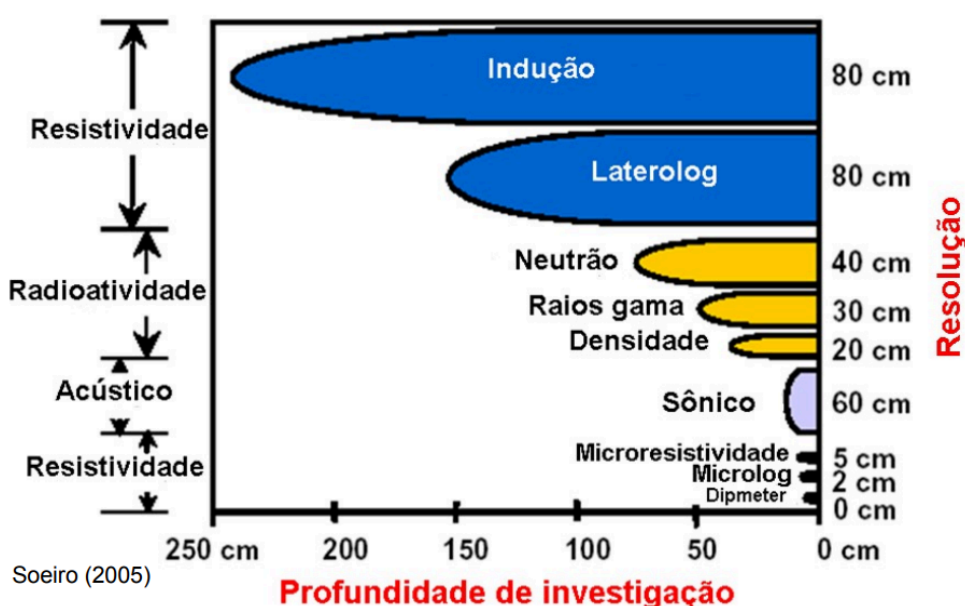 Resistividade
Radioatividade
Acústico
Resistividade
Indução
Laterolog
Neutrão
Raios gama
Densidade
Sônico
Microresistividade
Microlog
Dipmeter
80 cm
80 cm
40 cm
30 cm
20 cm
60 cm
5 cm
2 cm
0 cm
Resolução
250 cm 200 150 100 50 0 cm
Soeiro (2005)
Profundidade de investigação